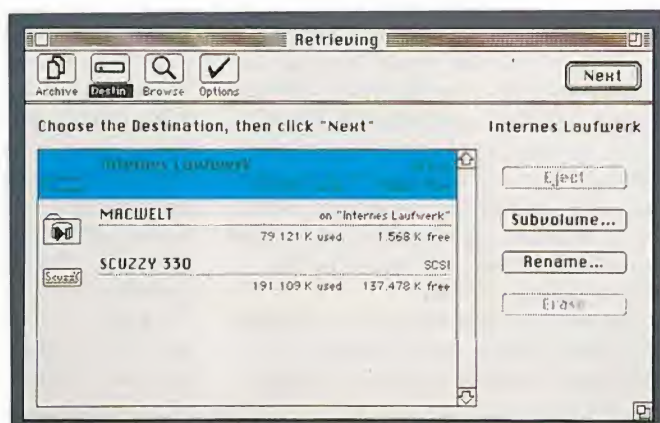 Retrieving
Archive Destin Browse Options
Next
Choose the Destination, then click "Next"
Internes Laufwerk
Internes Laufwerk
MACWELT on "Internes Laufwerk"
79.121 K used 1.568 K free
SCUZZY 330 SCSI
191.109 K used 137.478 K free
Eject
Subvolume...
Rename...
Erase